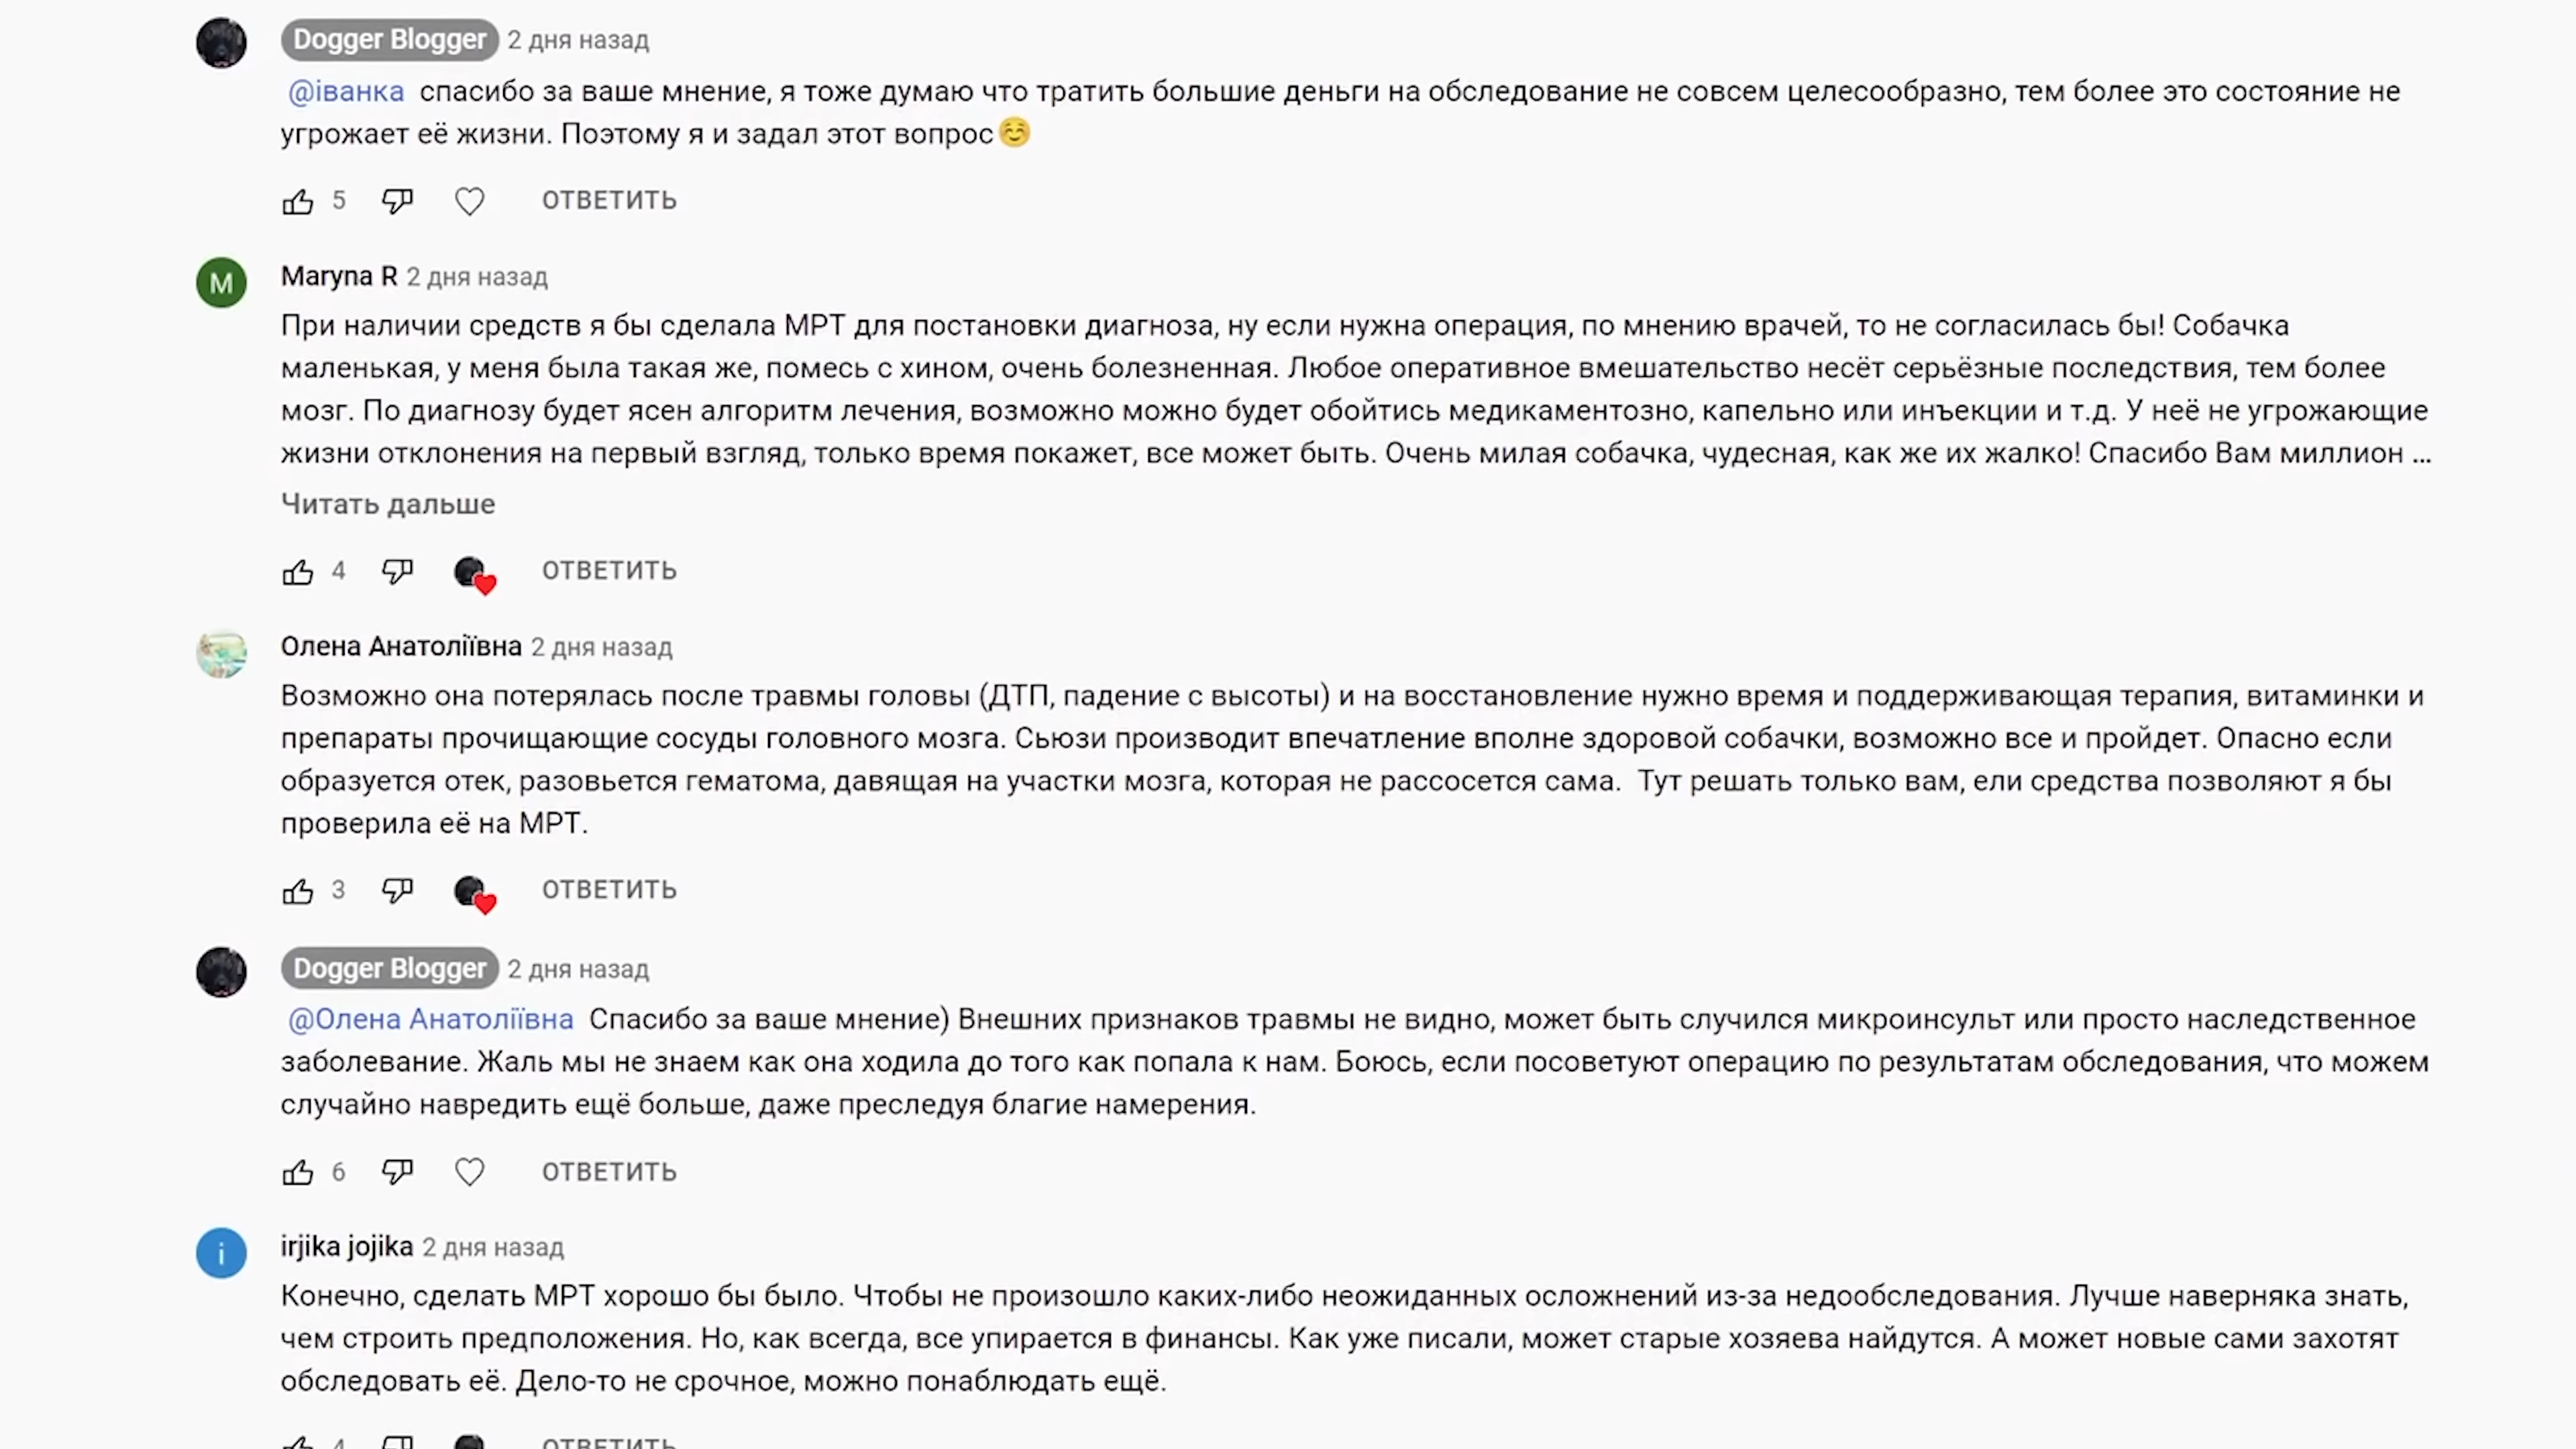 Dogger Blogger 2 дня назад
@іванка спасибо за ваше мнение, я тоже думаю что тратить большие деньги на обследование не совсем целесообразно, тем более это состояние не
угрожает её жизни. Поэтому я и задал этот вопрос☺️
5 ОТВЕТИТЬ
M
Maryna R 2 дня назад
При наличии средств я бы сделала МРТ для постановки диагноза, ну если нужна операция, по мнению врачей, то не согласилась бы! Собачка
маленькая, у меня была такая же, помесь с хином, очень болезненная. Любое оперативное вмешательство несёт серьёзные последствия, тем более
мозг. По диагнозу будет ясен алгоритм лечения, возможно можно будет обойтись медикаментозно, капельно или инъекции и т.д. У неё не угрожающие
жизни отклонения на первый взгляд, только время покажет, все может быть. Очень милая собачка, чудесная, как же их жалко! Спасибо Вам миллион ...
Читать дальше
4 ОТВЕТИТЬ
Олена Анатоліївна 2 дня назад
Возможно она потерялась после травмы головы (ДТП, падение с высоты) и на восстановление нужно время и поддерживающая терапия, витаминки и
препараты прочищающие сосуды головного мозга. Сьюзи производит впечатление вполне здоровой собачки, возможно все и пройдет. Опасно если
образуется отек, разовьется гематома, давящая на участки мозга, которая не рассосется сама. Тут решать только вам, ели средства позволяют я бы
проверила её на МРТ.
3 ОТВЕТИТЬ
Dogger Blogger 2 дня назад
@Олена Анатоліївна Спасибо за ваше мнение) Внешних признаков травмы не видно, может быть случился микроинсульт или просто наследственное
заболевание. Жаль мы не знаем как она ходила до того как попала к нам. Боюсь, если посоветуют операцию по результатам обследования, что можем
случайно навредить ещё больше, даже преследуя благие намерения.
6 ОТВЕТИТЬ
i
irjika jojika 2 дня назад
Конечно, сделать МРТ хорошо бы было. Чтобы не произошло каких-либо неожиданных осложнений из-за недообследования. Лучше наверняка знать,
чем строить предположения. Но, как всегда, все упирается в финансы. Как уже писали, может старые хозяева найдутся. А может новые сами захотят
обследовать её. Дело-то не срочное, можно понаблюдать ещё.
4 ОТВЕТИТЬ